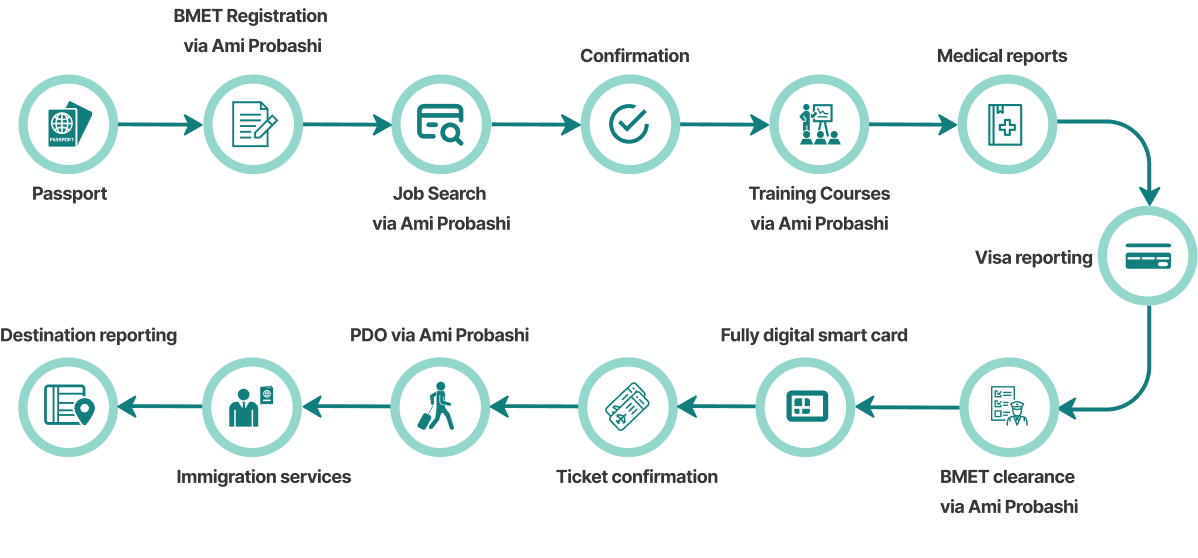 BMET Registration
via Ami Probashi
Confirmation
Medical reports
PASSPORT
Passport
Job Search
via Ami Probashi
Training Courses
via Ami Probashi
Visa reporting
Destination reporting
PDO via Ami Probashi
Fully digital smart card
Immigration services
Ticket confirmation
BMET clearance
via Ami Probashi